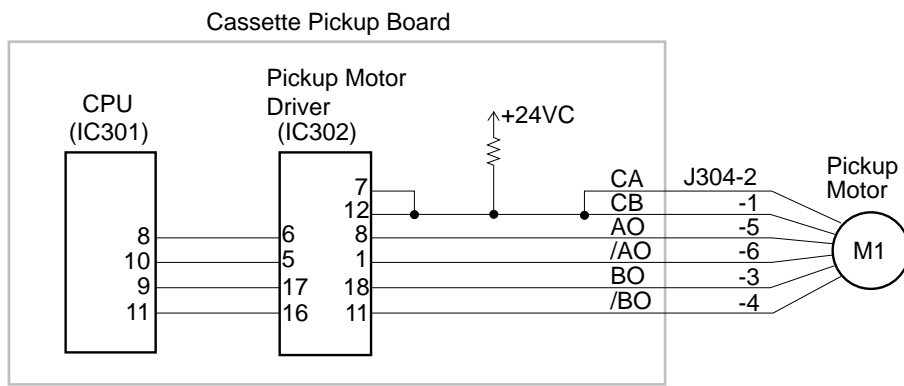 Cassette Pickup Board
CPU
(IC301)
Pickup Motor
Driver
(IC302)
+24VC
Pickup
Motor
7
CA
J304-2
12
CB
-1
8
6
8
AO
-5
M1
10
5
1
/AO
-6
9
17
18
BO
-3
11
16
11
/BO
-4